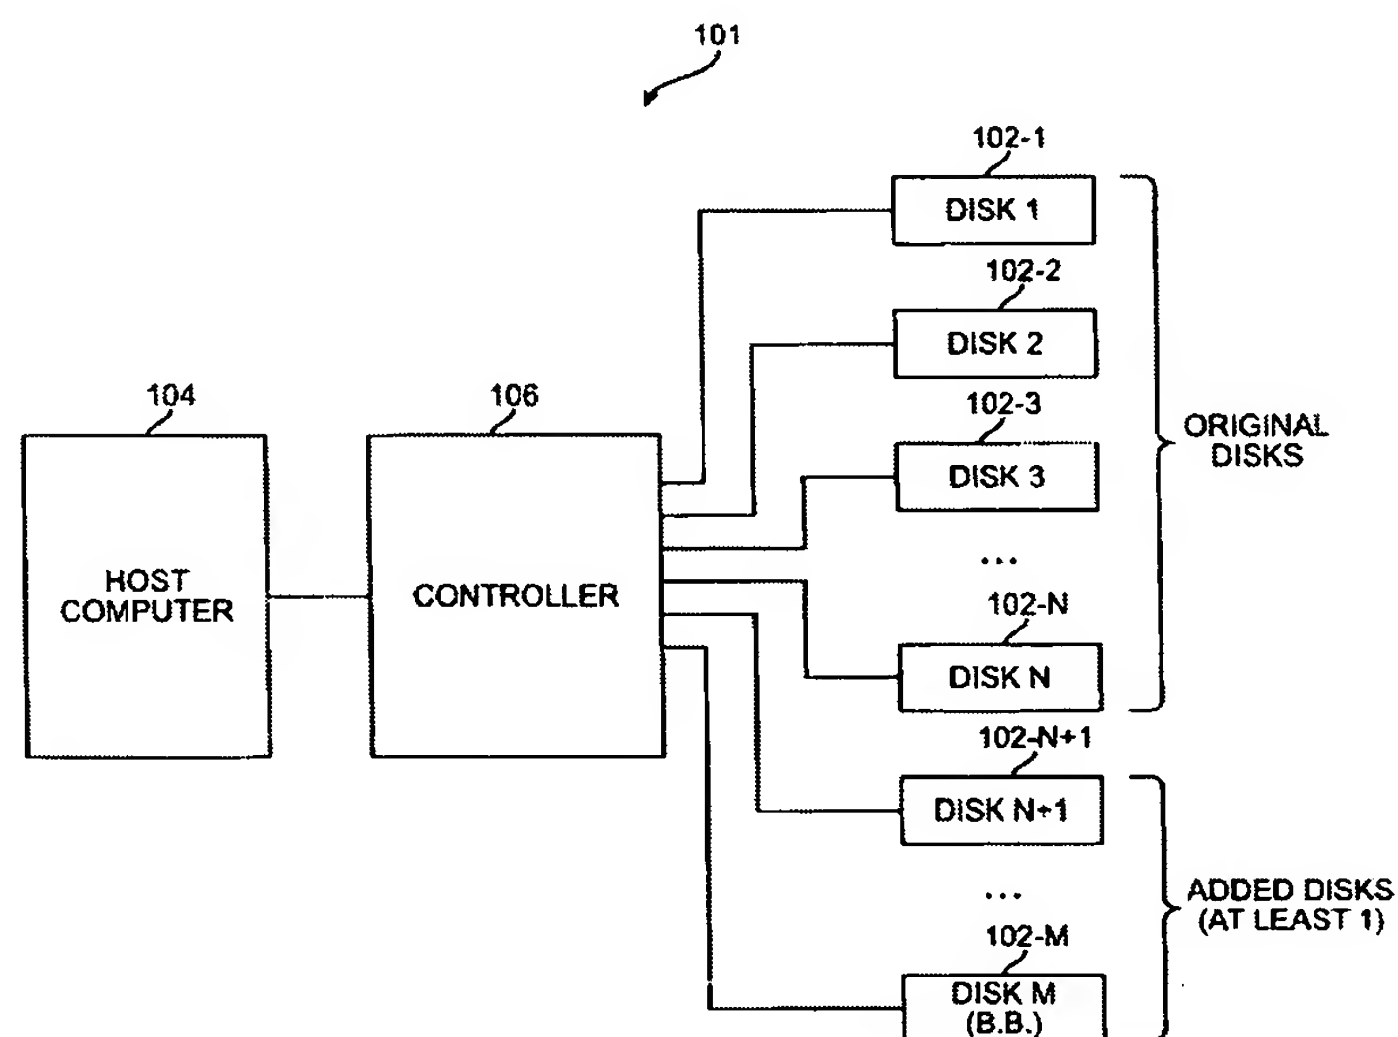 101
102-1
DISK 1
102-2
DISK 2
104
106
102-3
DISK 3
ORIGINAL
DISKS
...
HOST
COMPUTER
CONTROLLER
102-N
DISK N
102-N+1
DISK N+1
...
ADDED DISKS
(AT LEAST 1)
102-M
DISK M
(B.B.)